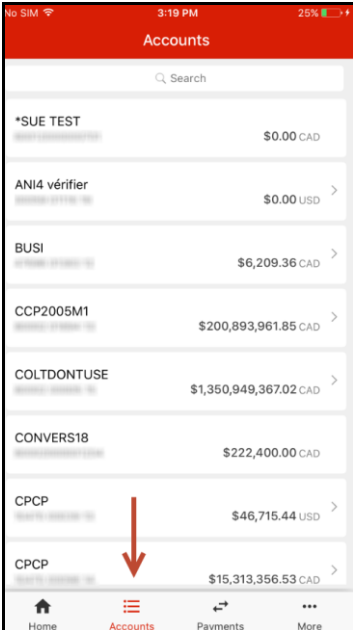 No SIM 3:19 PM 25%
Accounts
Search
*SUE TEST
$0.00 CAD
ANI4 vérifier
$0.00 USD
BUSI
$6,209.36 CAD
CCP2005M1
$200,893,961.85 CAD
COLTDONTUSE
$1,350,949,367.02 CAD
CONVERS18
$222,400.00 CAD
CPCP
$46,715.44 USD
CPCP
$15,313,356.53 CAD
Home Accounts Payments More